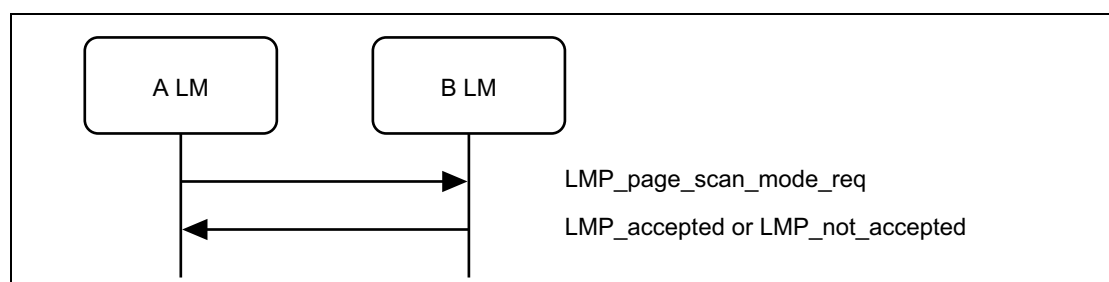 A LM B LM
LMP_page_scan_mode_req
LMP_accepted or LMP_not_accepted